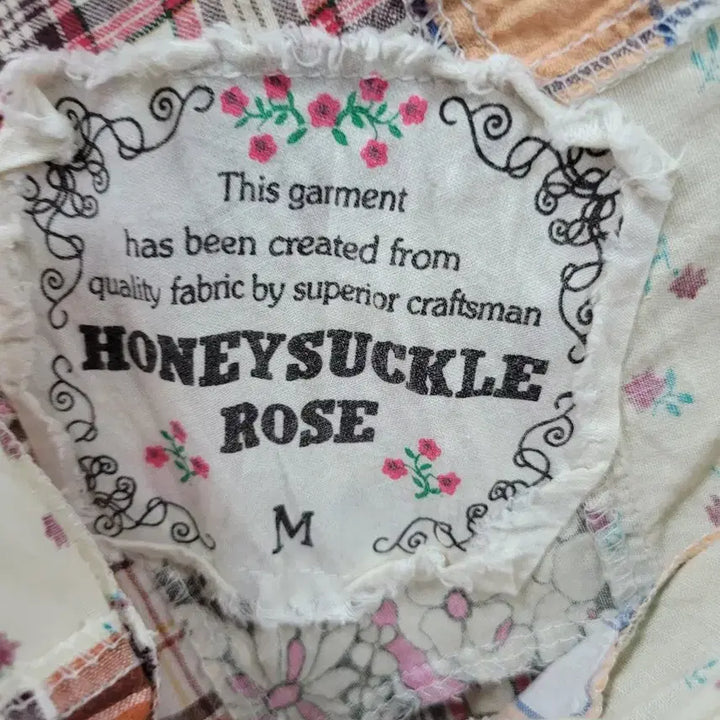 This garment
has been created from
quality fabric by superior craftsman
HONEYSUCKLE
ROSE
M